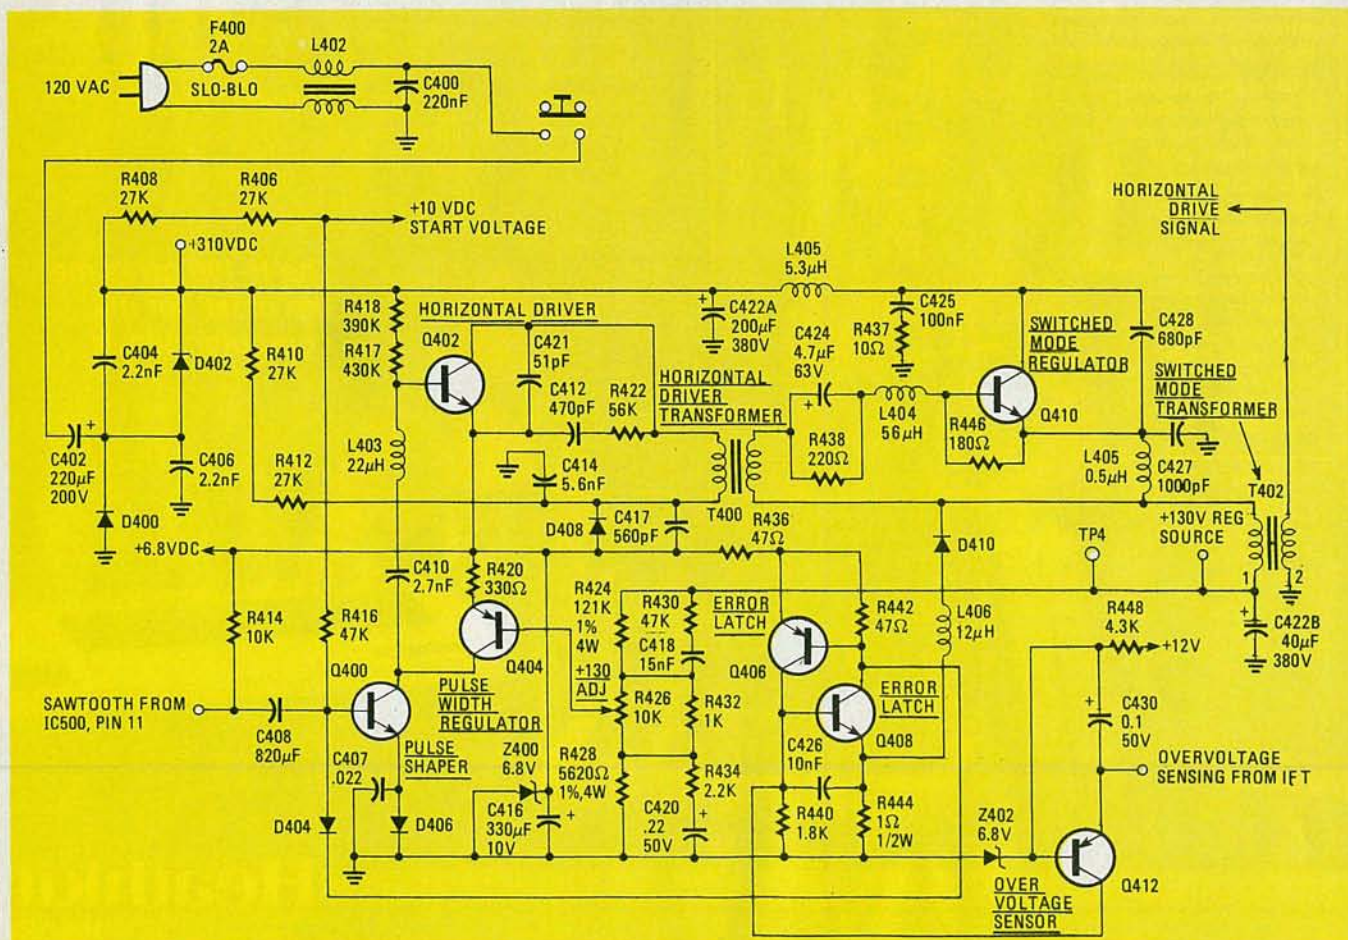 F400
2A
SLO-BLO
L402
120 VAC
C400
220nF
R408
27K
R406
27K
+10 VDC
START VOLTAGE
HORIZONTAL
DRIVE
SIGNAL
+310VDC
L405
5.3µH
R418
390K
R417
430K
HORIZONTAL DRIVER
Q402
C421
51pF
C412
470pF
R422
56K
C422A
200µF
380V
C424
4.7µF
63V
C425
100nF
R437
10Ω
SWITCHED
MODE
REGULATOR
C428
680pF
SWITCHED
MODE
TRANSFORMER
C404
2.2nF
D402
R410
27K
HORIZONTAL
DRIVER
TRANSFORMER
L404
56µH
Q410
R446
180Ω
R438
220Ω
L403
22µH
C402
220µF
200V
C406
2.2nF
R412
27K
C414
5.6nF
L405
0.5µH
C427
1000pF
T402
D400
D408
C417
560pF
T400
R436
47Ω
D410
TP4
+130V REG
SOURCE
1
2
+6.8VDC
C410
2.7nF
R420
330Ω
R424
121K
1%
4W
R430
47K
C418
15nF
ERROR
LATCH
R442
47Ω
L406
12µH
R448
4.3K
+12V
C422B
40µF
380V
R414
10K
R416
47K
Q400
Q404
+130
ADJ
Q406
SAWTOOTH FROM
IC500, PIN 11
C408
820µF
PULSE
WIDTH
REGULATOR
R426
10K
R432
1K
ERROR
LATCH
Q408
C430
0.1
50V
OVERVOLTAGE
SENSING FROM IFT
C407
.022
PULSE
SHAPER
Z400
6.8V
R428
5620Ω
1%,4W
C426
10nF
R434
2.2K
D404
D406
C416
330µF
10V
C420
.22
50V
R440
1.8K
R444
1Ω
1/2W
Z402
6.8V
OVER
VOLTAGE
SENSOR
Q412